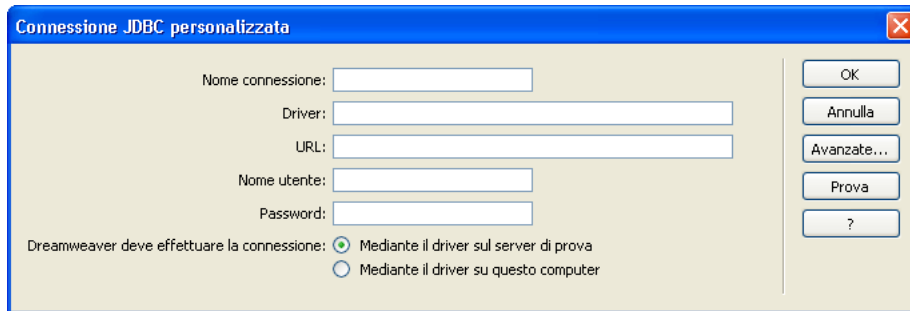 Connessione JDBC personalizzata
Nome connessione:
Driver:
URL:
Nome utente:
Password:
Dreamweaver deve effettuare la connessione: Mediante il driver sul server di prova
Mediante il driver su questo computer
OK
Annulla
Avanzate...
Prova
?